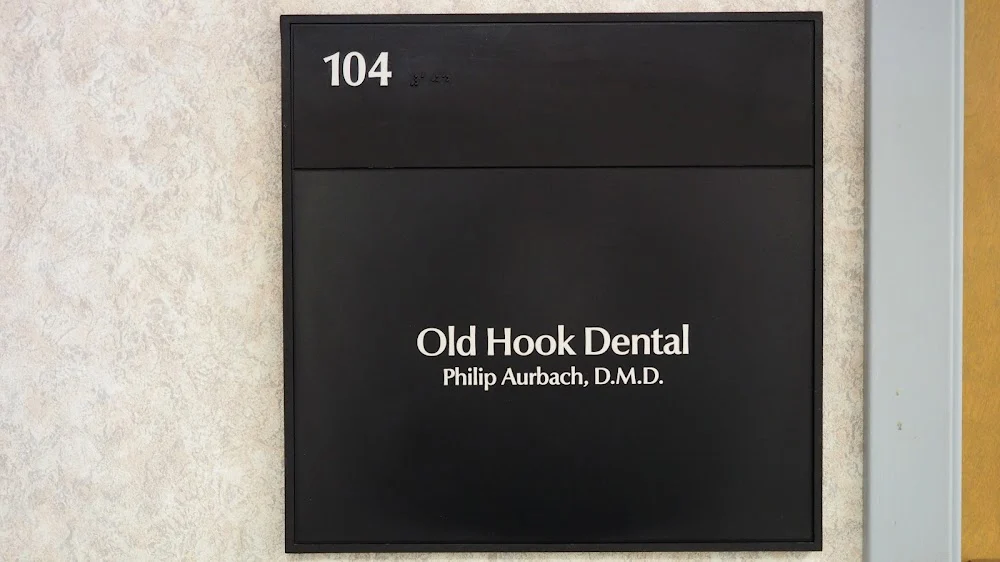 104
Old Hook Dental
Philip Aurbach, D.M.D.